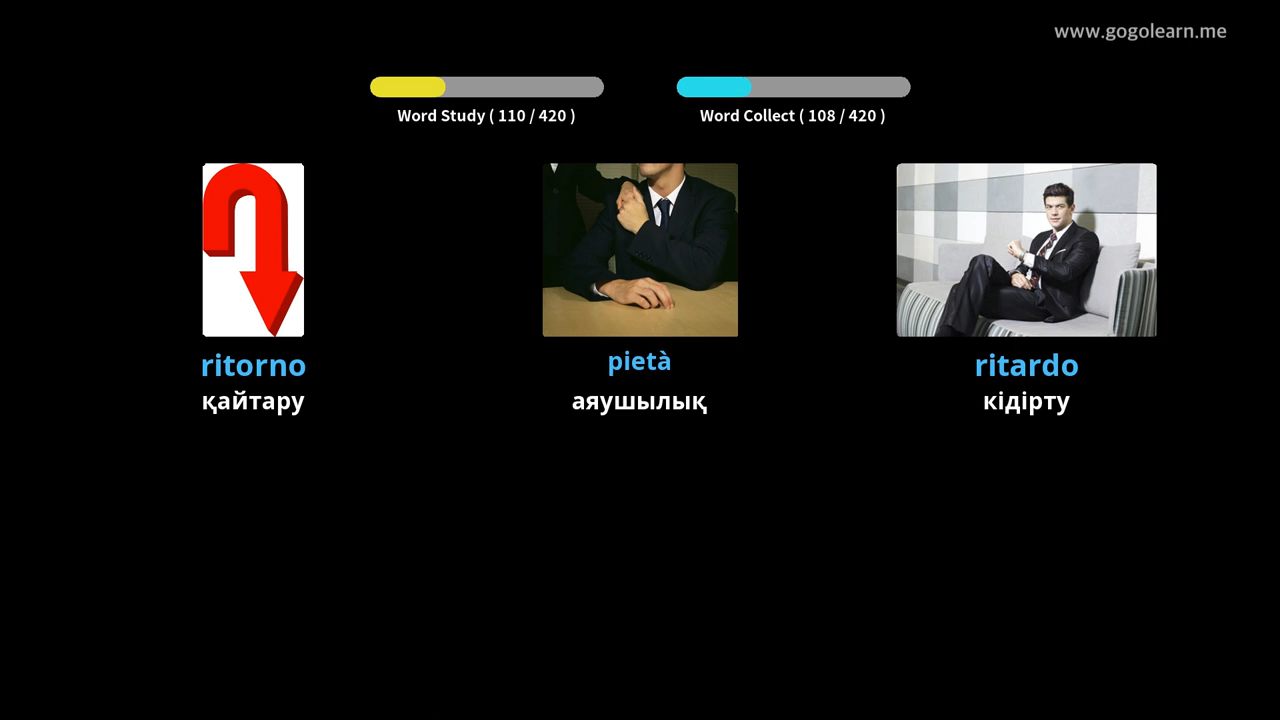 www.gogolearn.me
Word Study ( 110 / 420 )
Word Collect ( 108 / 420 )
ritorno
қайтару
pietà
аяушылық
ritardo
кідірту